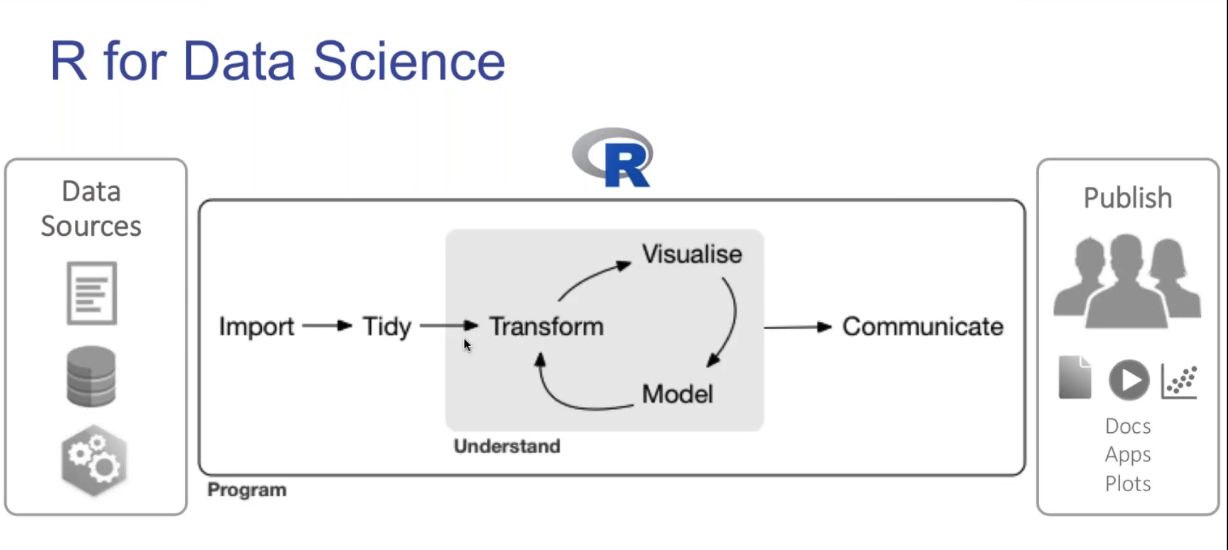 R for Data Science
R
Data
Sources
Import
Tidy
Transform
Visualise
Model
Understand
Communicate
Program
Publish
Docs
Apps
Plots